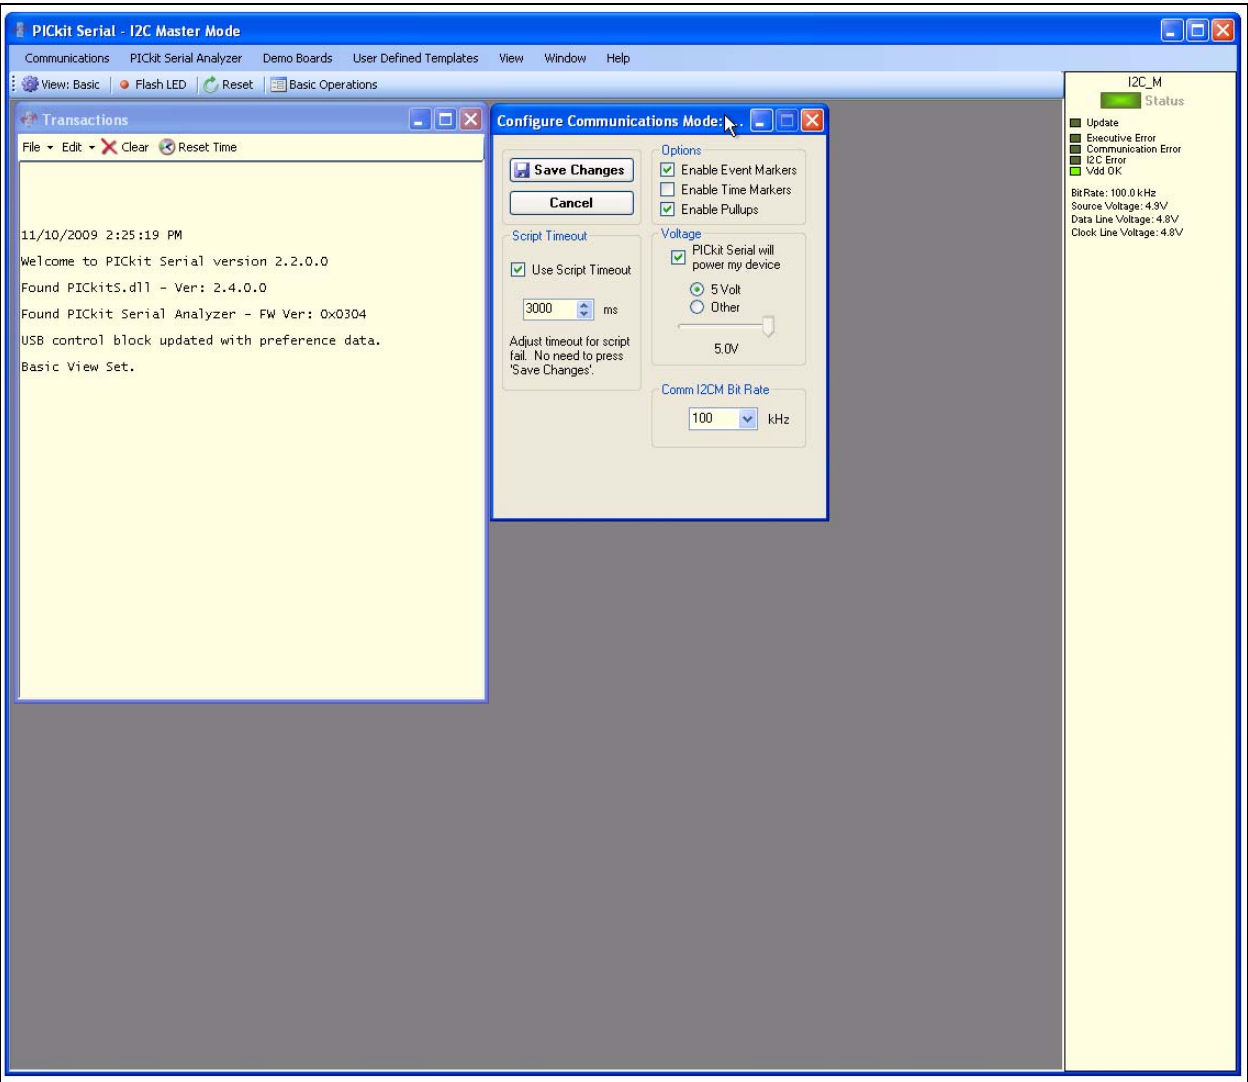 PICkit Serial - I2C Master Mode
Communications PICkit Serial Analyzer Demo Boards User Defined Templates View Window Help
View: Basic Flash LED Reset Basic Operations
Transactions
File Edit Clear Reset Time
11/10/2009 2:25:19 PM
Welcome to PICkit Serial version 2.2.0.0
Found PICkitS.dll - Ver: 2.4.0.0
Found PICkit Serial Analyzer - FW Ver: 0x0304
USB control block updated with preference data.
Basic View Set.
Configure Communications Mode: ...
Save Changes
Cancel
Script Timeout
Use Script Timeout
3000 ms
Adjust timeout for script
fail. No need to press
'Save Changes'.
Options
Enable Event Markers
Enable Time Markers
Enable Pullups
Voltage
PICkit Serial will
power my device
5 Volt
Other
5.0V
Comm I2CM Bit Rate
100 kHz
I2C_M
Status
Update
Executive Error
Communication Error
I2C Error
Vdd OK
BitRate: 100.0 kHz
Source Voltage: 4.9V
Data Line Voltage: 4.8V
Clock Line Voltage: 4.8V